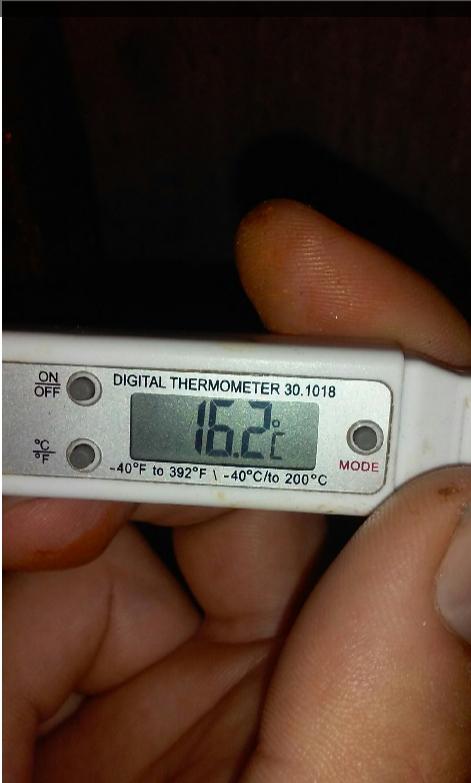 ON
OFF
DIGITAL THERMOMETER 30.1018
16.2°C
°C
°F
MODE
-40°F to 392°F \ -40°C/to 200°C